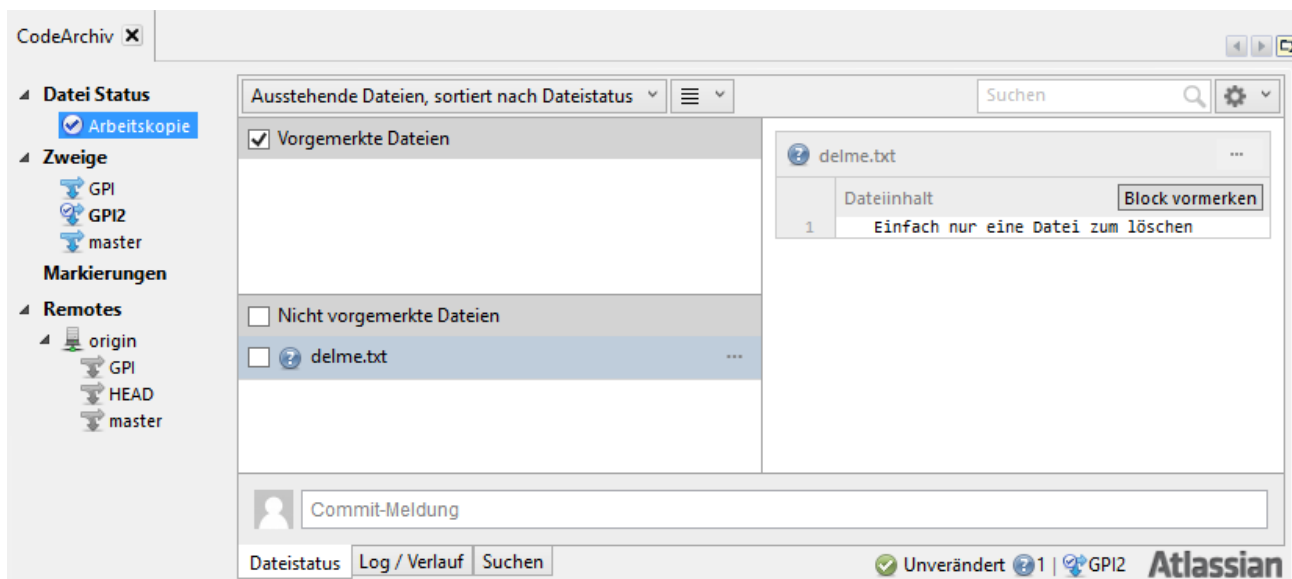 CodeArchiv
Datei Status
Arbeitskopie
Zweige
GPI
GPI2
master
Markierungen
Remotes
origin
GPI
HEAD
master
Ausstehende Dateien, sortiert nach Dateistatus
Suchen
Vorgemerkte Dateien
Nicht vorgemerkte Dateien
delme.txt
delme.txt
Dateiinhalt Block vormerken
1 Einfach nur eine Datei zum löschen
Commit-Meldung
Dateistatus Log / Verlauf Suchen
Unverändert 1 | GPI2 Atlassian